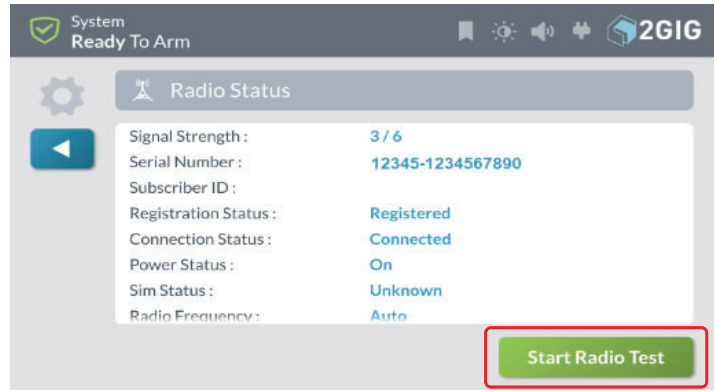 System
Ready To Arm
2GIG
Radio Status
Signal Strength : 3 / 6
Serial Number : 12345-1234567890
Subscriber ID :
Registration Status : Registered
Connection Status : Connected
Power Status : On
Sim Status : Unknown
Radio Frequency : Auto
Start Radio Test